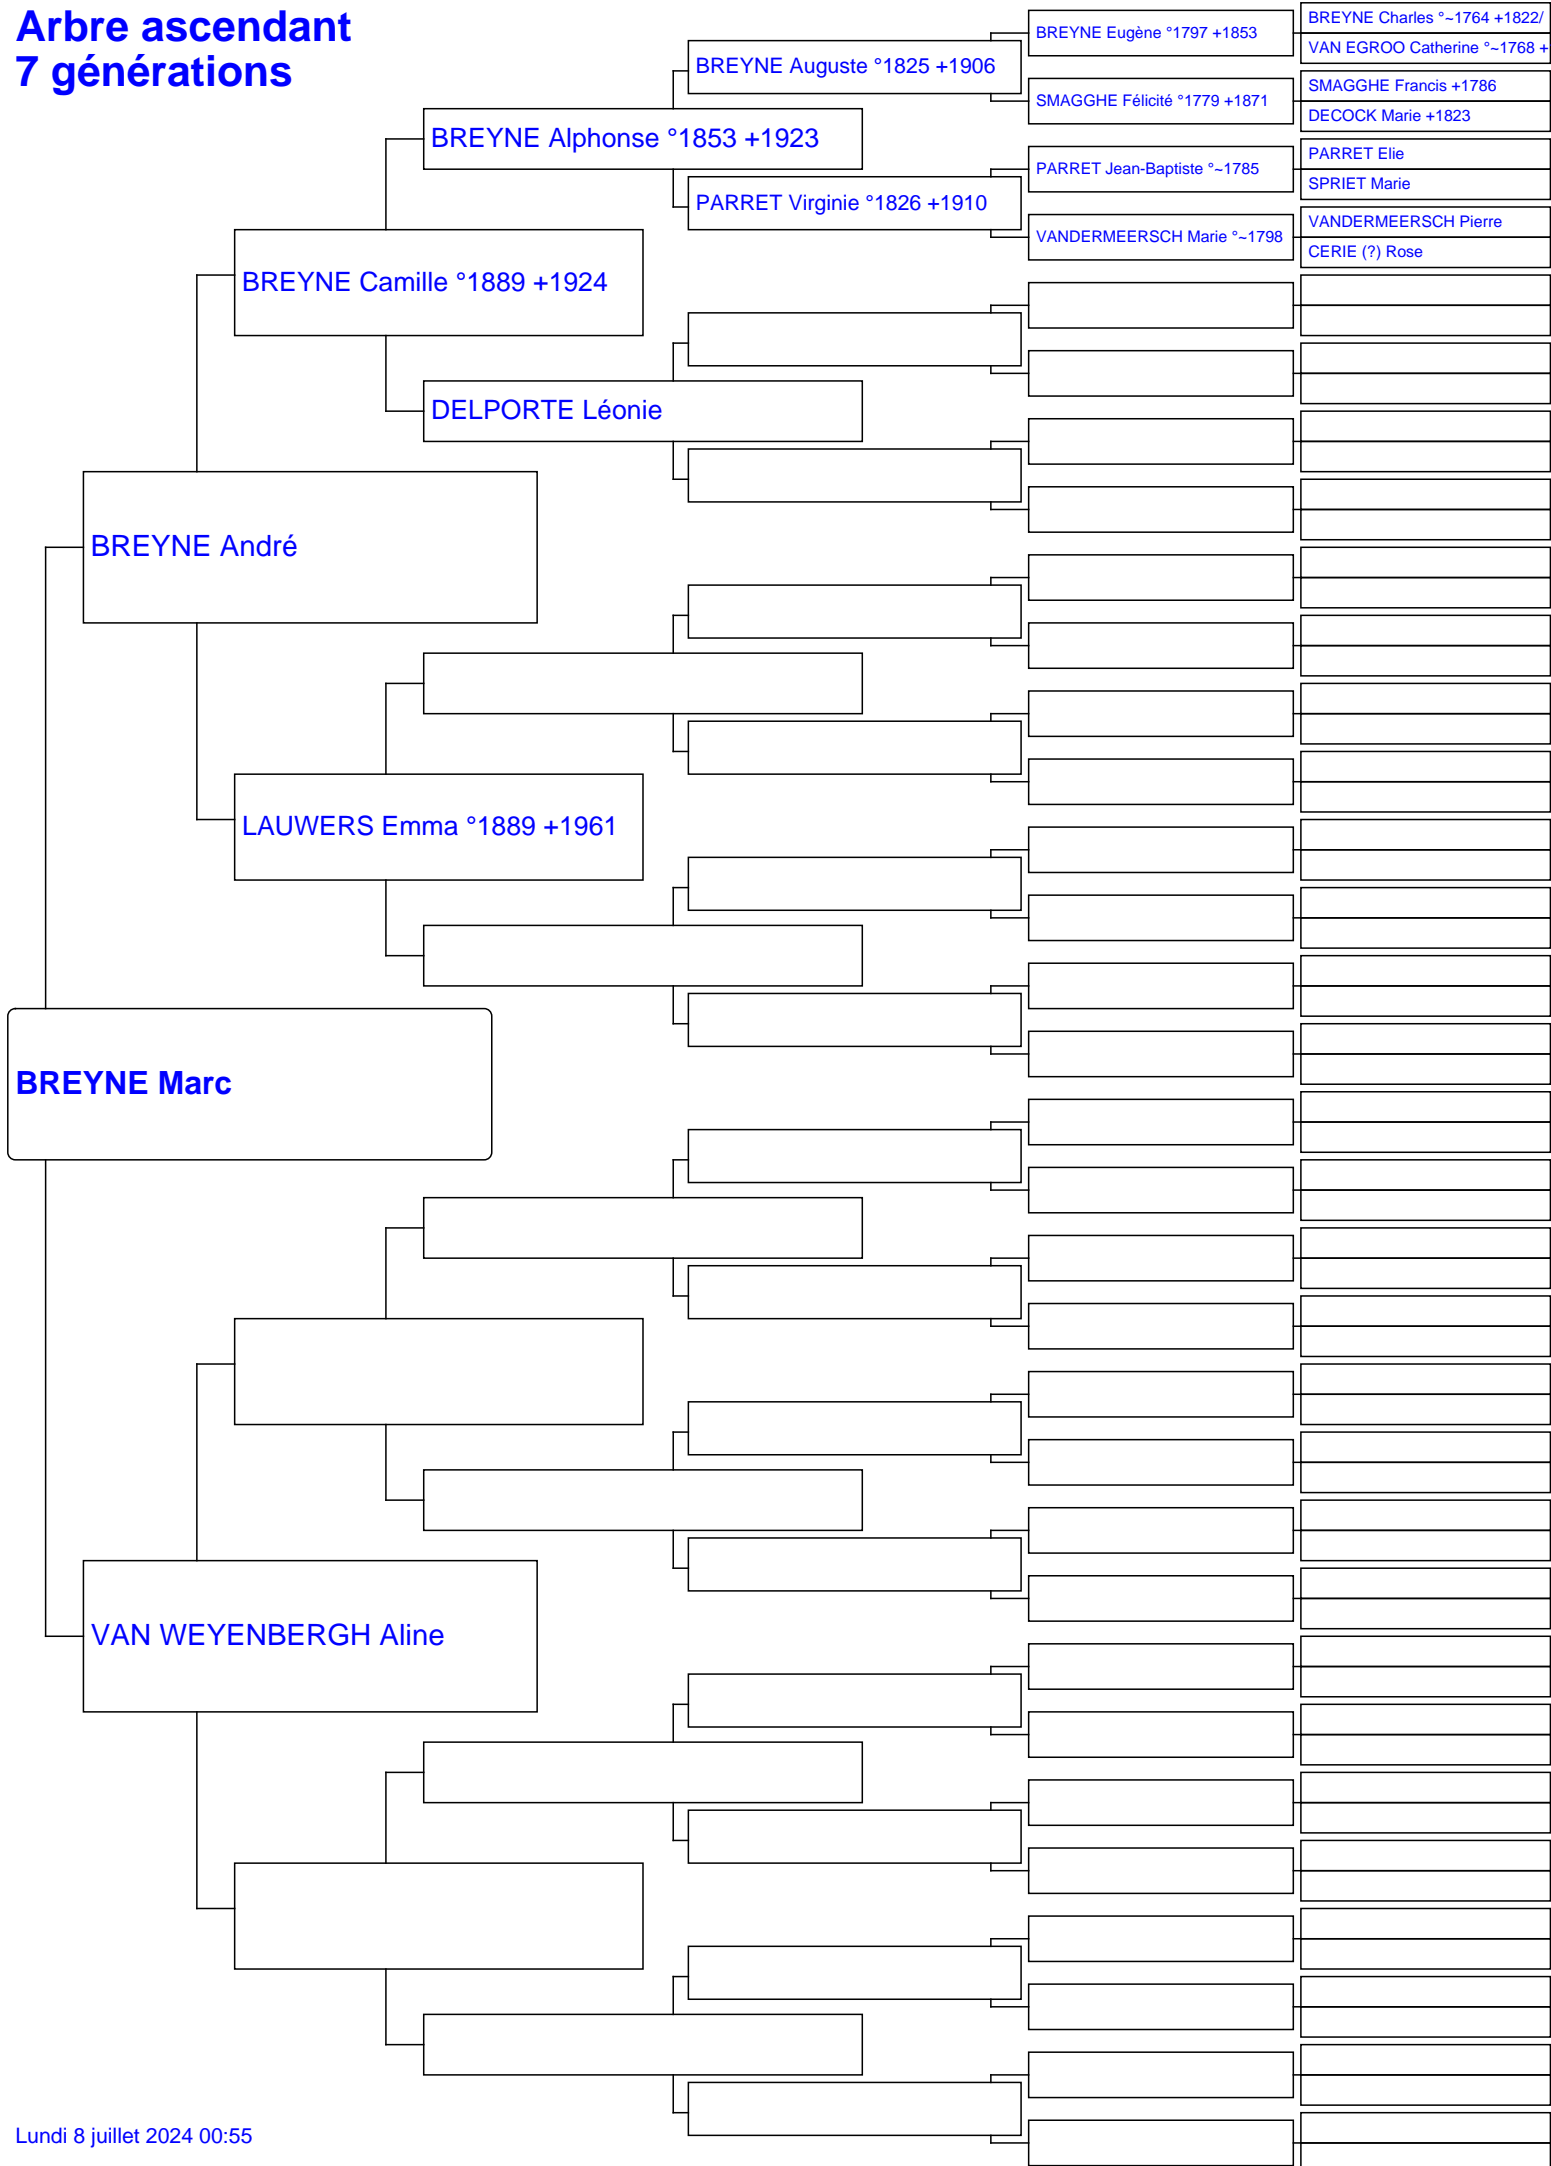 Arbre ascendant
7 générations
BREYNE Charles °~1764 +1822/
BREYNE Eugène °1797 +1853
VAN EGROO Catherine °~1768 +
BREYNE Auguste °1825 +1906
SMAGGHE Francis +1786
SMAGGHE Félicité °1779 +1871
DECOCK Marie +1823
BREYNE Alphonse °1853 +1923
PARRET Elie
PARRET Jean-Baptiste °~1785
SPRIET Marie
PARRET Virginie °1826 +1910
VANDERMEERSCH Pierre
VANDERMEERSCH Marie °~1798
CERIE (?) Rose
BREYNE Camille °1889 +1924
DELPORTE Léonie
BREYNE André
LAUWERS Emma °1889 +1961
BREYNE Marc
VAN WEYENBERGH Aline
Lundi 8 juillet 2024 00:55